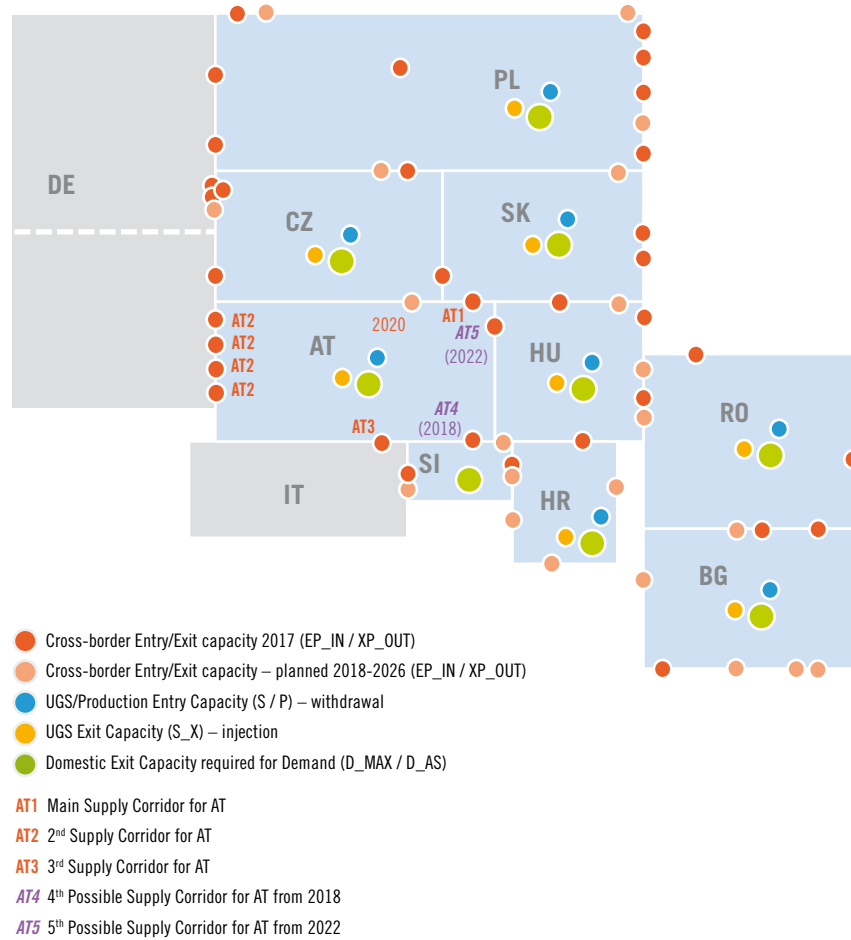 PL
DE
CZ
SK
2020
AT1
AT5
(2022)
AT2
AT2
AT2
AT2
AT
HU
AT4
(2018)
AT3
RO
SI
IT
HR
BG
Cross-border Entry/Exit capacity 2017 (EP_IN / XP_OUT)
Cross-border Entry/Exit capacity – planned 2018-2026 (EP_IN / XP_OUT)
UGS/Production Entry Capacity (S / P) – withdrawal
UGS Exit Capacity (S_X) – injection
Domestic Exit Capacity required for Demand (D_MAX / D_AS)
AT1 Main Supply Corridor for AT
AT2 2nd Supply Corridor for AT
AT3 3rd Supply Corridor for AT
AT4 4th Possible Supply Corridor for AT from 2018
AT5 5th Possible Supply Corridor for AT from 2022